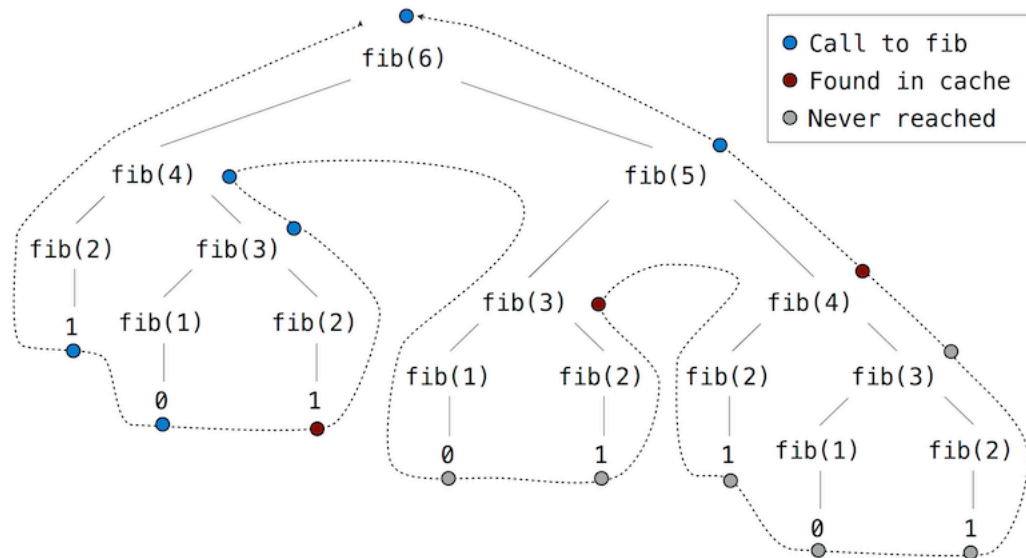 fib(6)
Call to fib
Found in cache
Never reached
fib(4)
fib(5)
fib(2)
fib(3)
1
fib(1)
fib(2)
0
1
fib(3)
fib(4)
fib(1)
fib(2)
0
1
fib(2)
fib(3)
1
fib(1)
fib(2)
0
1